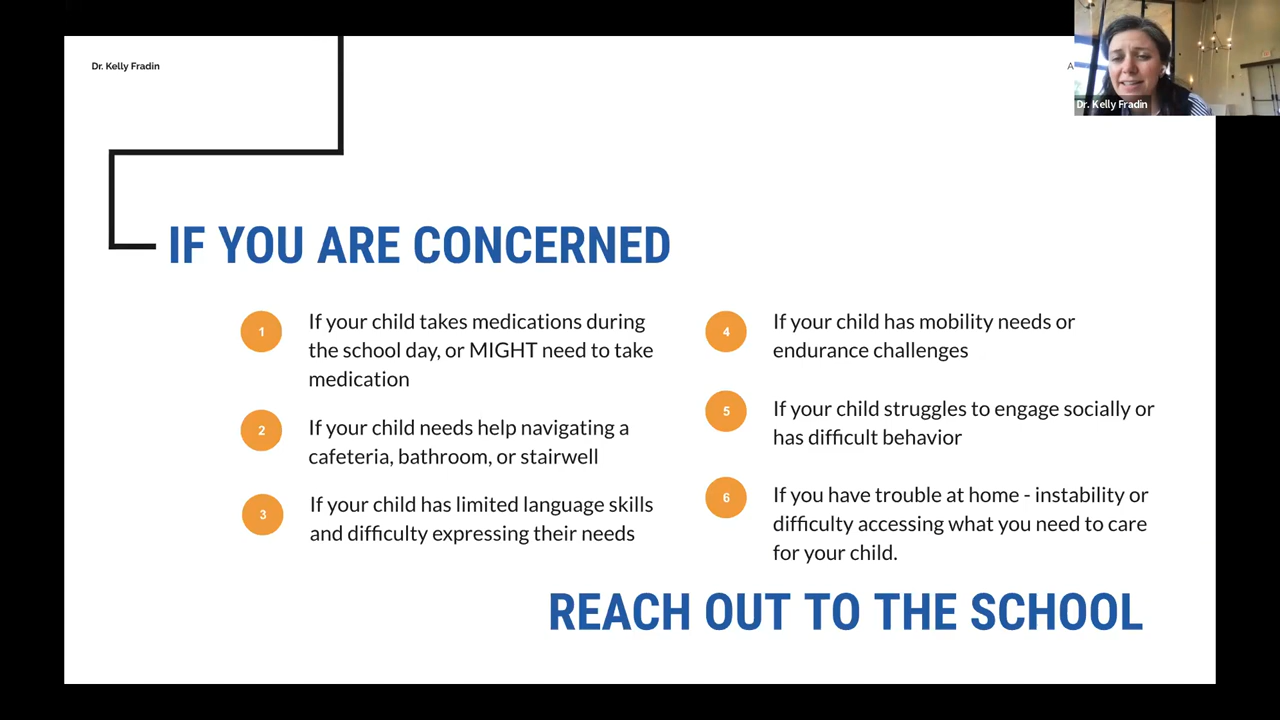 Dr. Kelly Fradin
A
Dr. Kelly Fradin
IF YOU ARE CONCERNED
1
If your child takes medications during
the school day, or MIGHT need to take
medication
2
If your child needs help navigating a
cafeteria, bathroom, or stairwell
3
If your child has limited language skills
and difficulty expressing their needs
4
If your child has mobility needs or
endurance challenges
5
If your child struggles to engage socially or
has difficult behavior
6
If you have trouble at home - instability or
difficulty accessing what you need to care
for your child.
REACH OUT TO THE SCHOOL